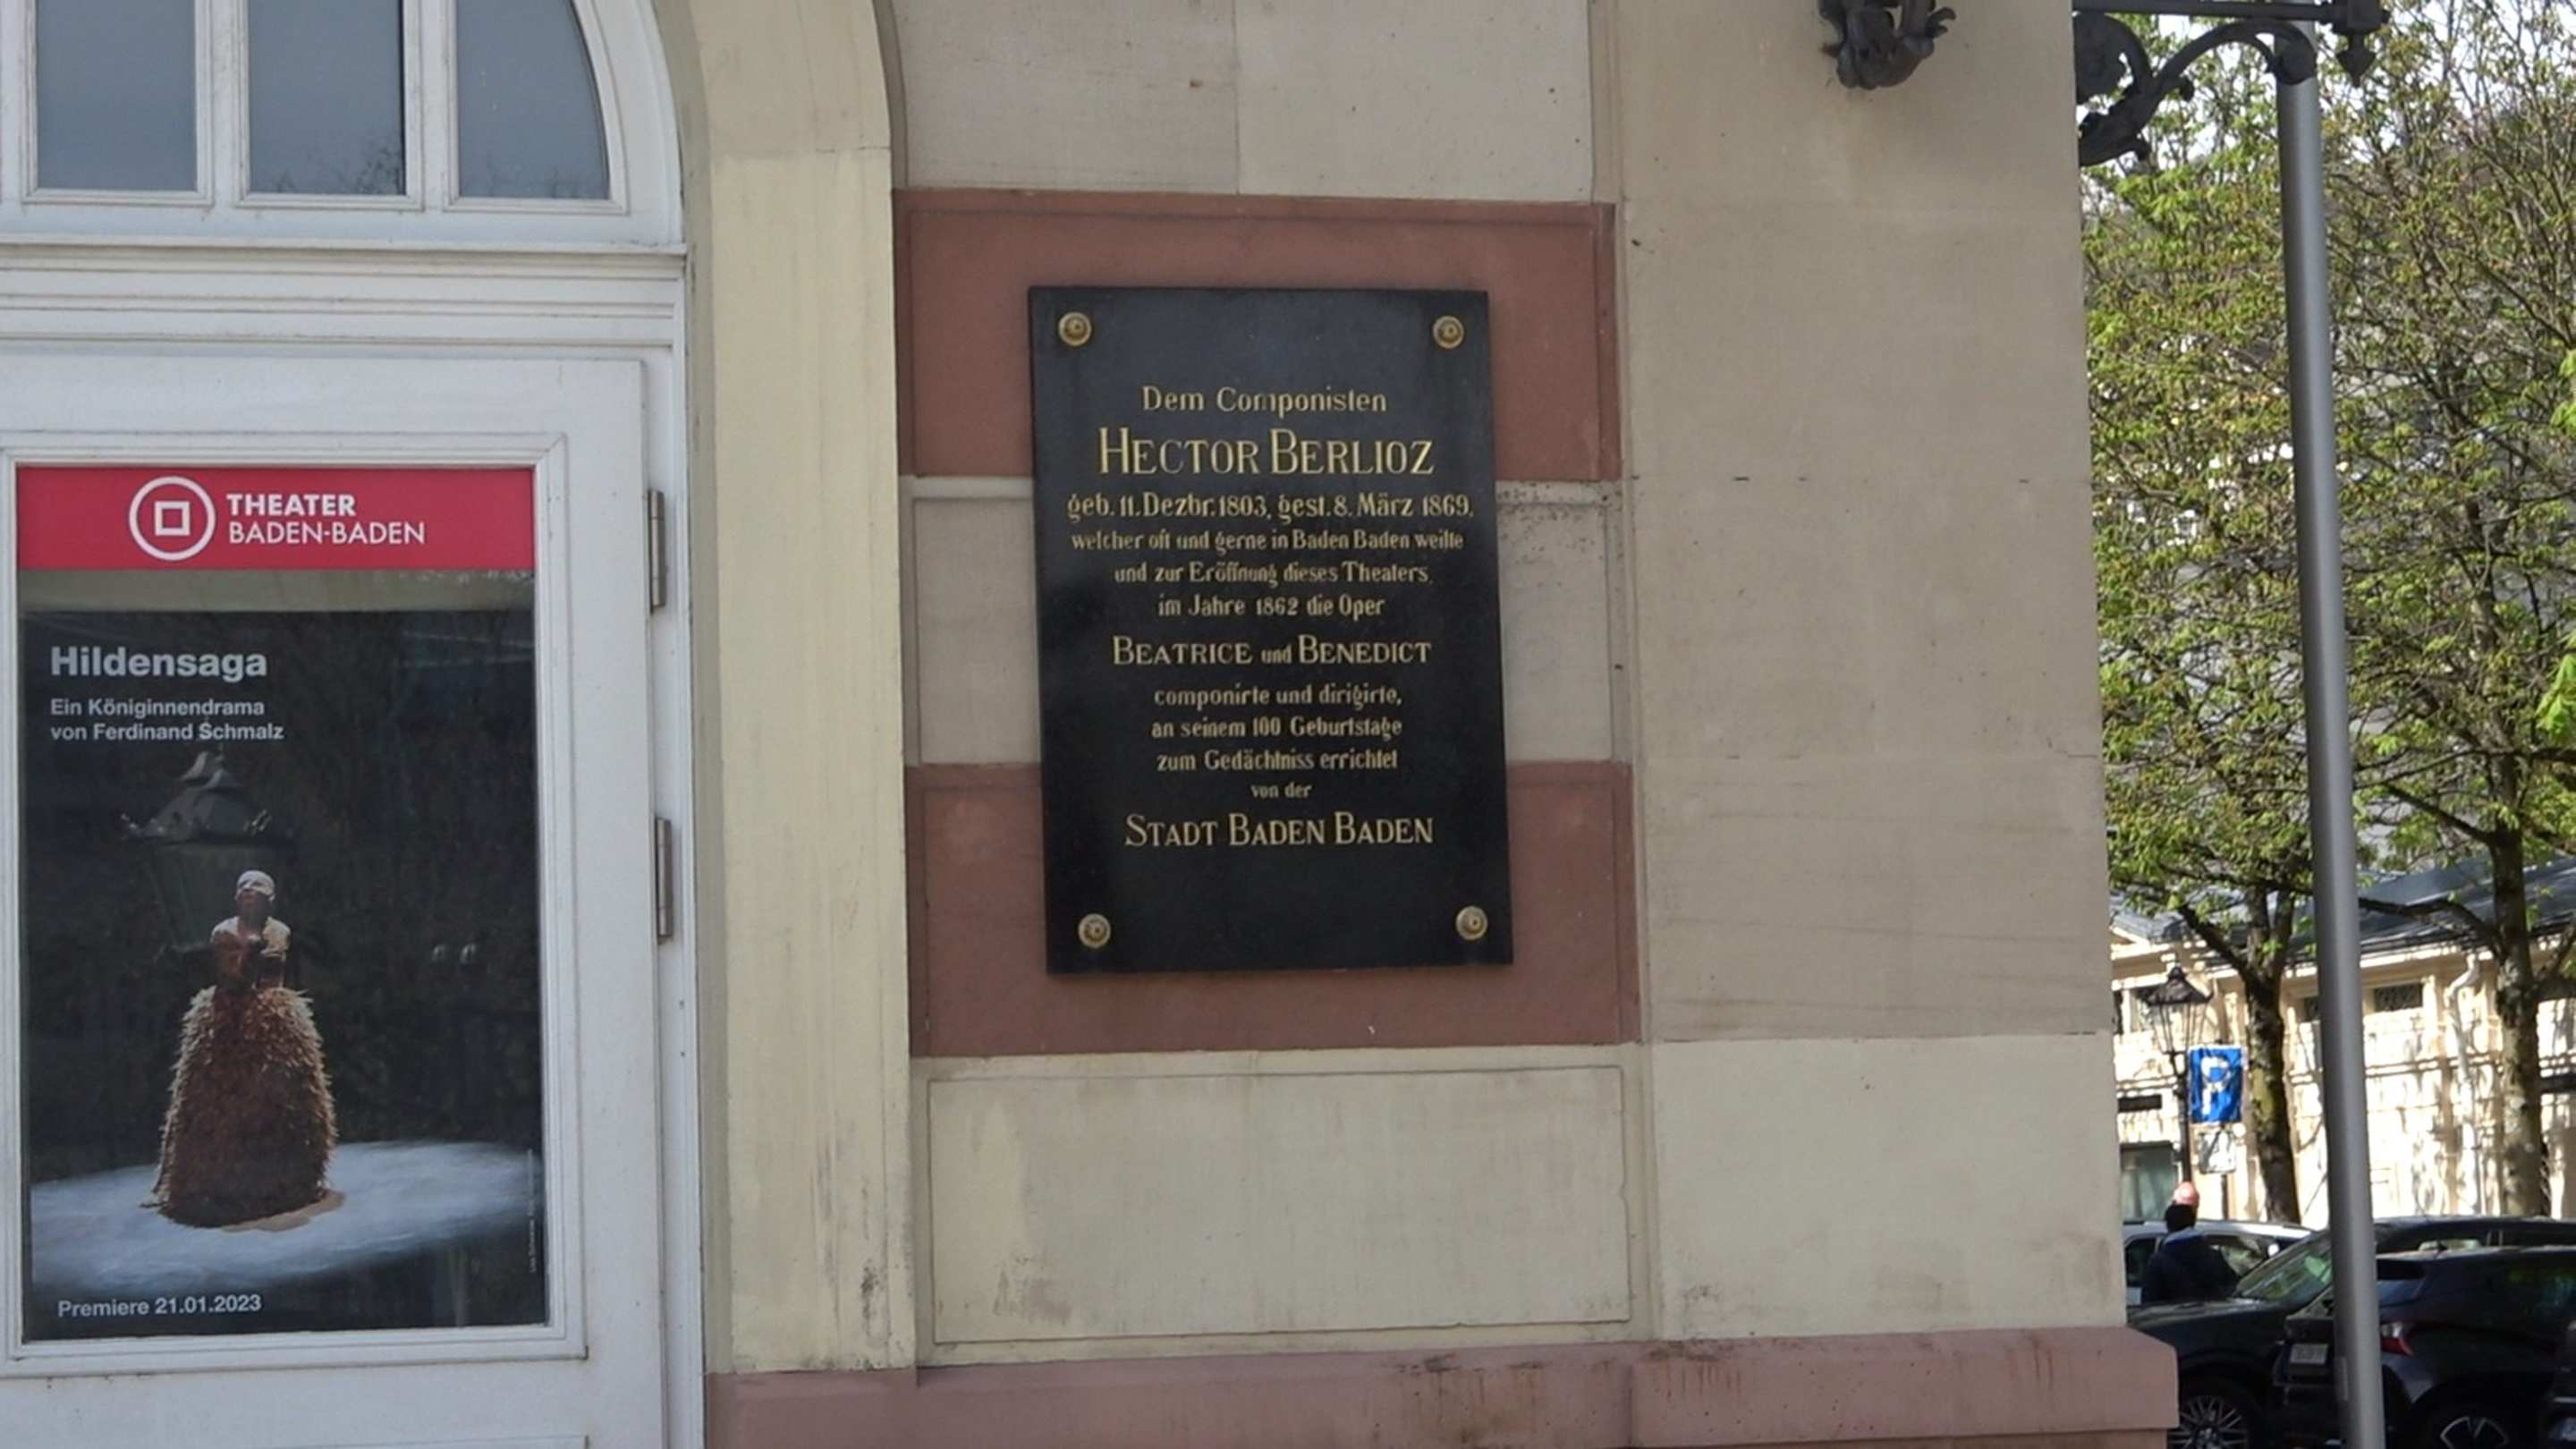 THEATER
BADEN-BADEN
Hildensaga
Ein Königinnendrama
von Ferdinand Schmalz
Premiere 21.01.2023
Dem Componisten
HECTOR BERLIOZ
geb. 11. Dezbr. 1803, gest. 8. März 1869,
welcher oft und gerne in Baden Baden weilte
und zur Eröffnung dieses Theaters,
im Jahre 1862 die Oper
BEATRICE und BENEDICT
componirte und dirigirte,
an seinem 100 Geburtstage
zum Gedächtniss errichtet
von der
STADT BADEN BADEN
P